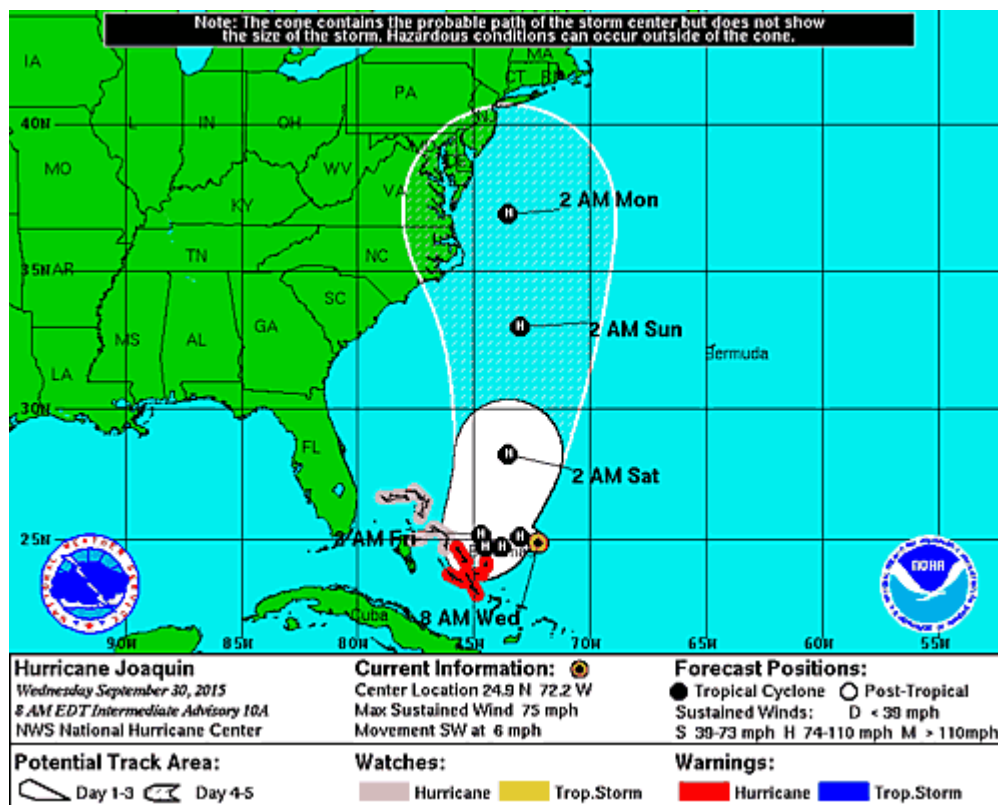 Note: The cone contains the probable path of the storm center but does not show
the size of the storm. Hazardous conditions can occur outside of the cone.
IA
PA
MA
CT
NJ
40N
IL
IN
OH
MO
WV
VA
DE
KY
2 AM Mon
TN
NC
35N
AR
SC
2 AM Sun
MS
AL
GA
Bermuda
LA
30N
FL
2 AM Sat
2 AM Fri
25N
8 AM Wed
Cuba
NOAA
90W
85W
80W
75W
70W
65W
60W
55W
H
H
H
H
H
H
H
Hurricane Joaquin
Wednesday September 30, 2015
8 AM EDT Intermediate Advisory 10A
NWS National Hurricane Center
Current Information:
Center Location 24.9 N 72.2 W
Max Sustained Wind 75 mph
Movement SW at 6 mph
Forecast Positions:
Tropical Cyclone Post-Tropical
Sustained Winds: D < 39 mph
S 39-73 mph H 74-110 mph M > 110mph
Potential Track Area:
Day 1-3 Day 4-5
Watches:
Hurricane Trop.Storm
Warnings:
Hurricane Trop.Storm